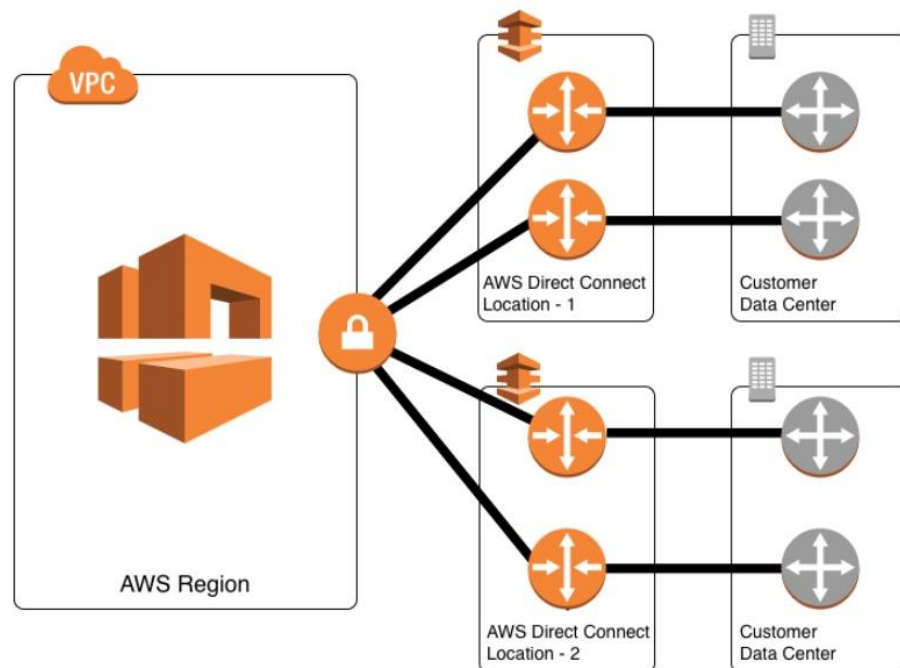 VPC
AWS Direct Connect
Location - 1
Customer
Data Center
AWS Region
AWS Direct Connect
Location - 2
Customer
Data Center